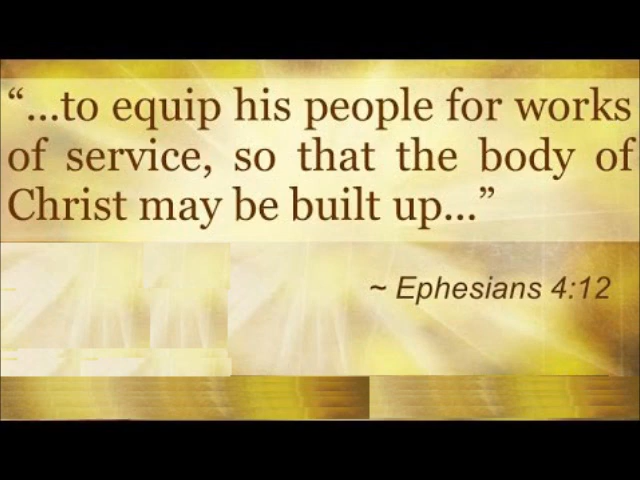 “...to equip his people for works
of service, so that the body of
Christ may be built up...”
~ Ephesians 4:12